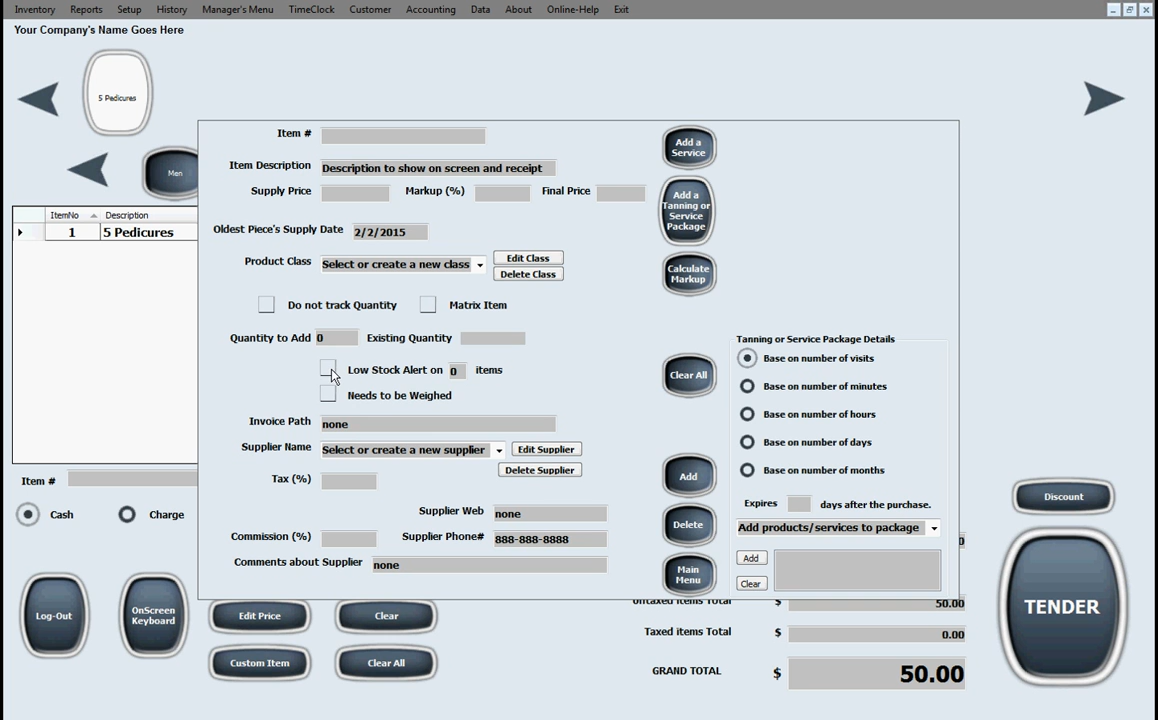 Inventory Reports Setup History Manager's Menu TimeClock Customer Accounting Data About Online-Help Exit
Your Company's Name Goes Here
5 Pedicures
Men
ItemNo Description
1 5 Pedicures
Item #
Cash Charge
Log-Out
OnScreen
Keyboard
Item #
Item Description Description to show on screen and receipt
Supply Price Markup (%) Final Price
Oldest Piece's Supply Date 2/2/2015
Product Class Select or create a new class Edit Class
Delete Class
Do not track Quantity Matrix Item
Quantity to Add 0 Existing Quantity
Low Stock Alert on 0 items
Needs to be Weighed
Invoice Path none
Supplier Name Select or create a new supplier Edit Supplier
Delete Supplier
Tax (%)
Supplier Web none
Commission (%) Supplier Phone# 888-888-8888
Comments about Supplier none
Add a
Service
Add a
Tanning or
Service
Package
Calculate
Markup
Clear All
Add
Delete
Main
Menu
Tanning or Service Package Details
Base on number of visits
Base on number of minutes
Base on number of hours
Base on number of days
Base on number of months
Expires days after the purchase.
Add products/services to package
Add
Clear
Edit Price Clear
Custom Item Clear All
Untaxed Items Total $ 50.00
Taxed items Total $ 0.00
GRAND TOTAL $ 50.00
Discount
TENDER